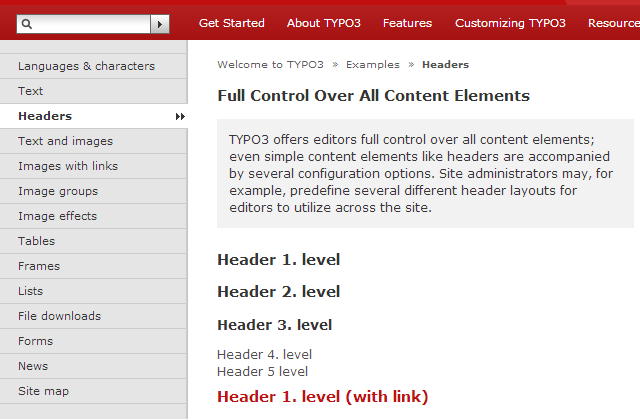 Get Started About TYPO3 Features Customizing TYPO3 Resource
Languages & characters
Text
Headers
Text and images
Images with links
Image groups
Image effects
Tables
Frames
Lists
File downloads
Forms
News
Site map
Welcome to TYPO3 » Examples » Headers
Full Control Over All Content Elements
TYPO3 offers editors full control over all content elements;
even simple content elements like headers are accompanied
by several configuration options. Site administrators may, for
example, predefine several different header layouts for
editors to utilize across the site.
Header 1. level
Header 2. level
Header 3. level
Header 4. level
Header 5 level
Header 1. level (with link)